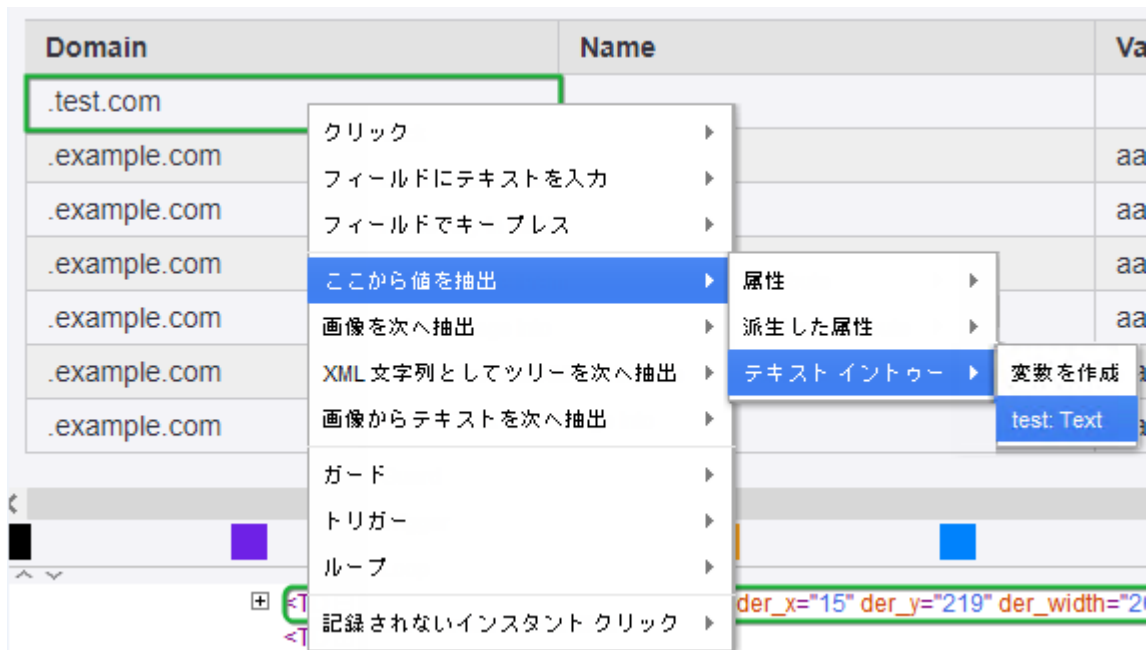 Domain Name Va
.test.com
.example.com aa
.example.com aa
.example.com aa
.example.com aa
.example.com
.example.com
クリック
フィールドにテキストを入力
フィールドでキー プレス
ここから値を抽出
画像を次へ抽出
XML 文字列としてツリーを次へ抽出
画像からテキストを次へ抽出
ガード
トリガー
ループ
記録されないインスタント クリック
属性
派生した属性
テキスト イントゥー
変数を作成
test: Text
<T der_x="15" der_y="219" der_width="2
<T